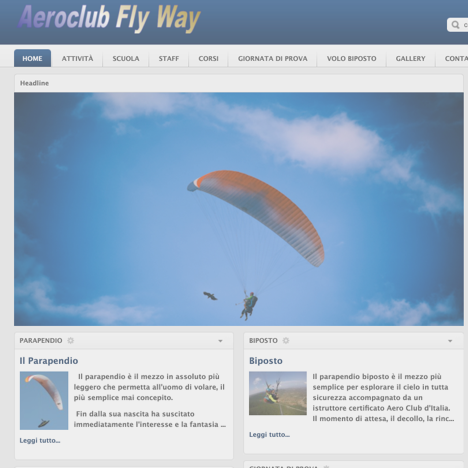 Aeroclub Fly Way
HOME ATTIVITÀ SCUOLA STAFF CORSI GIORNATA DI PROVA VOLO BIPOSTO GALLERY
Headline
PARAPENDIO
Il Parapendio
Il parapendio è il mezzo in assoluto più
leggero che permetta all'uomo di volare, il
più semplice mai concepito.
Fin dalla sua nascita ha suscitato
immediatamente l'interesse e la fantasia ...
Leggi tutto...
BIPOSTO
Biposto
Il parapendio biposto è il mezzo più
semplice per esplorare il cielo in tutta
sicurezza accompagnato da un
istruttore certificato Aero Club d'Italia.
Il momento di attesa, il decollo, la rinc...
Leggi tutto...